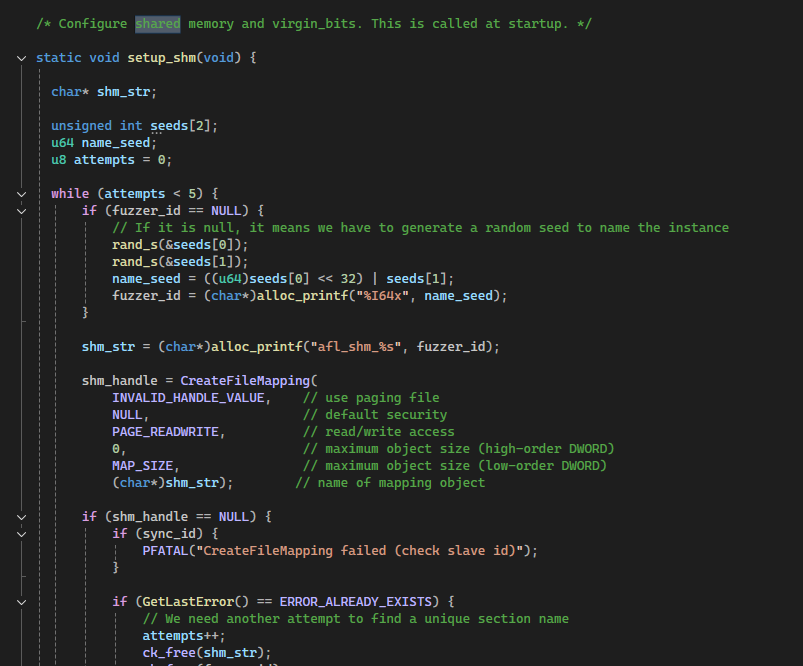 /* Configure shared memory and virgin_bits. This is called at startup. */
static void setup_shm(void) {
char* shm_str;
unsigned int seeds[2];
u64 name_seed;
u8 attempts = 0;
while (attempts < 5) {
if (fuzzer_id == NULL) {
// If it is null, it means we have to generate a random seed to name the instance
rand_s(&seeds[0]);
rand_s(&seeds[1]);
name_seed = ((u64)seeds[0] << 32) | seeds[1];
fuzzer_id = (char*)alloc_printf("%I64x", name_seed);
}
shm_str = (char*)alloc_printf("afl_shm_%s", fuzzer_id);
shm_handle = CreateFileMapping(
INVALID_HANDLE_VALUE, // use paging file
NULL, // default security
PAGE_READWRITE, // read/write access
0, // maximum object size (high-order DWORD)
MAP_SIZE, // maximum object size (low-order DWORD)
(char*)shm_str); // name of mapping object
if (shm_handle == NULL) {
if (sync_id) {
PFATAL("CreateFileMapping failed (check slave id)");
}
if (GetLastError() == ERROR_ALREADY_EXISTS) {
// We need another attempt to find a unique section name
attempts++;
ck_free(shm_str);